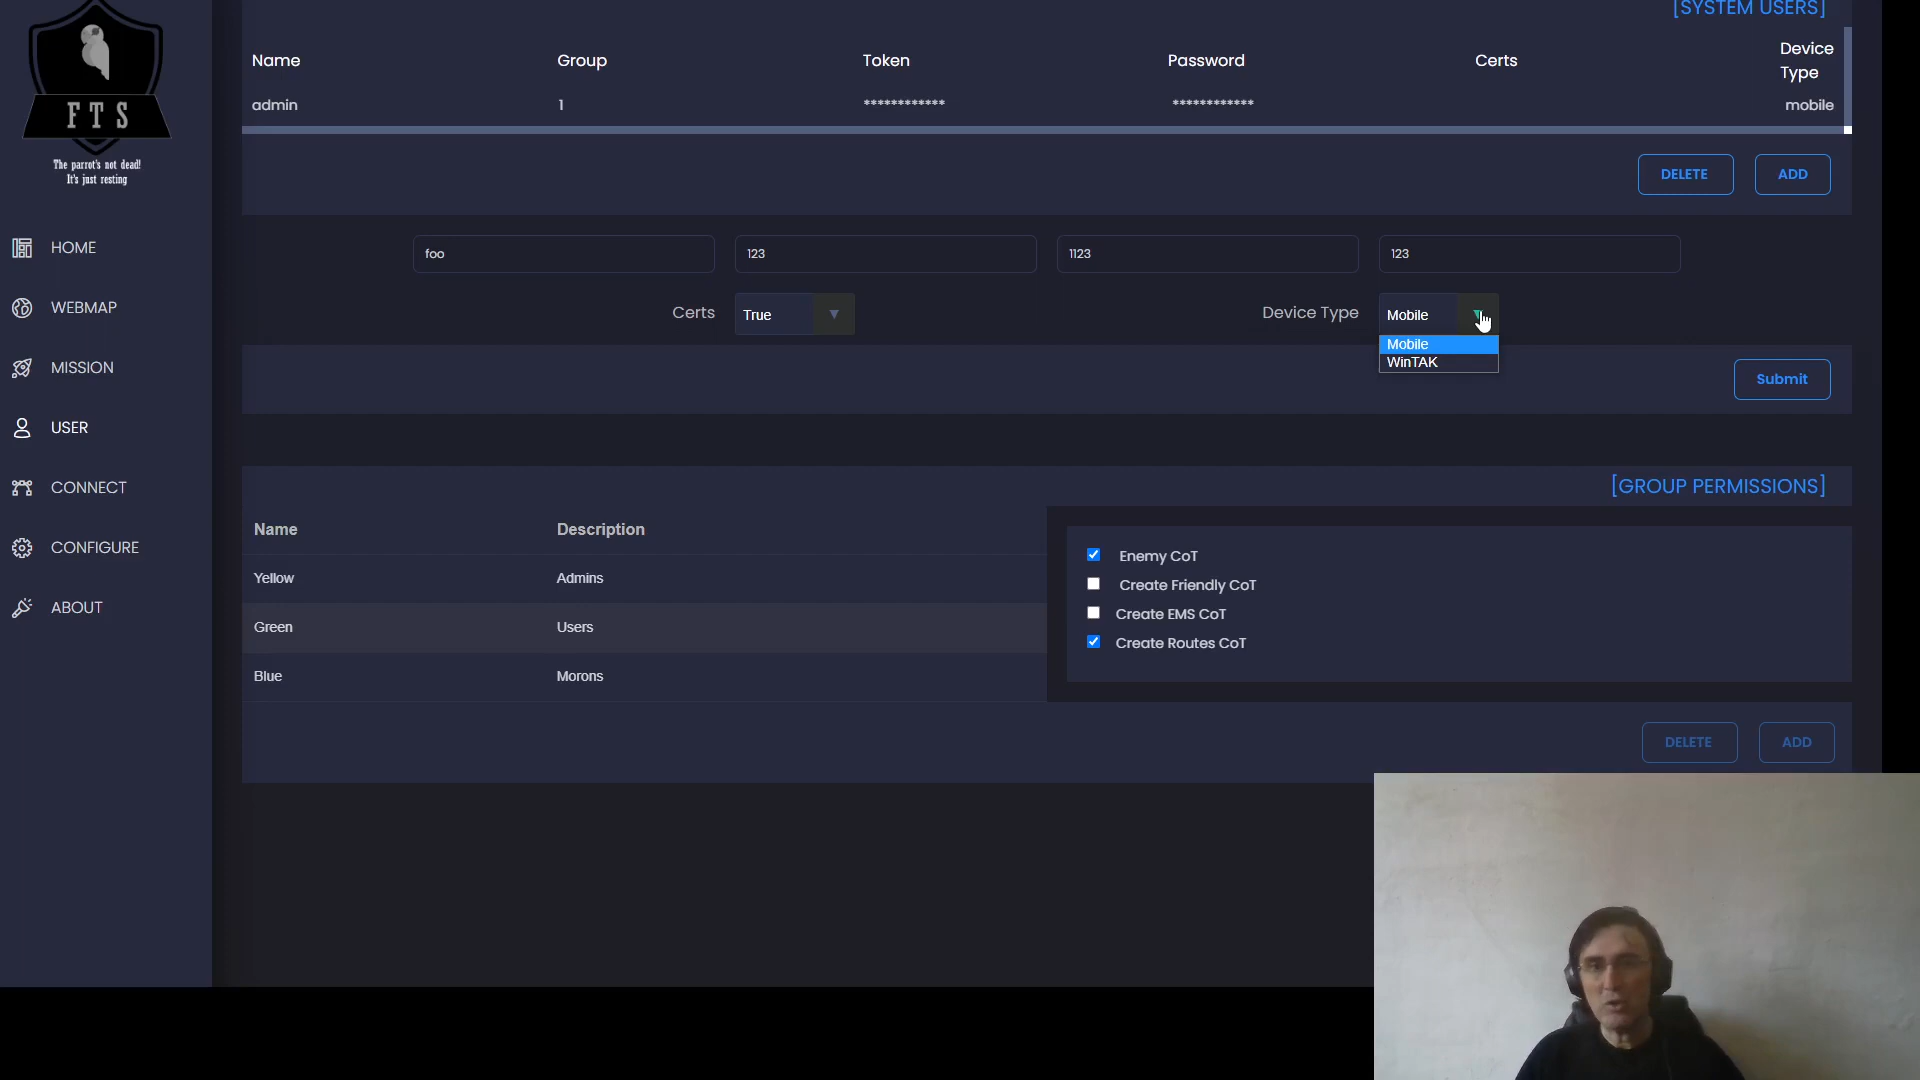 [SYSTEM USERS]
Name Group Token Password Certs Device Type
admin 1 ************ ************ mobile
DELETE ADD
foo 123 1123 123
Certs True ▼ Device Type Mobile ▼
Mobile
WinTAK
Submit
[GROUP PERMISSIONS]
Name Description
Yellow Admins
Green Users
Blue Morons
Enemy CoT
Create Friendly CoT
Create EMS CoT
Create Routes CoT
DELETE ADD
FTS
The parrot's not dead!
It's just resting
HOME
WEBMAP
MISSION
USER
CONNECT
CONFIGURE
ABOUT